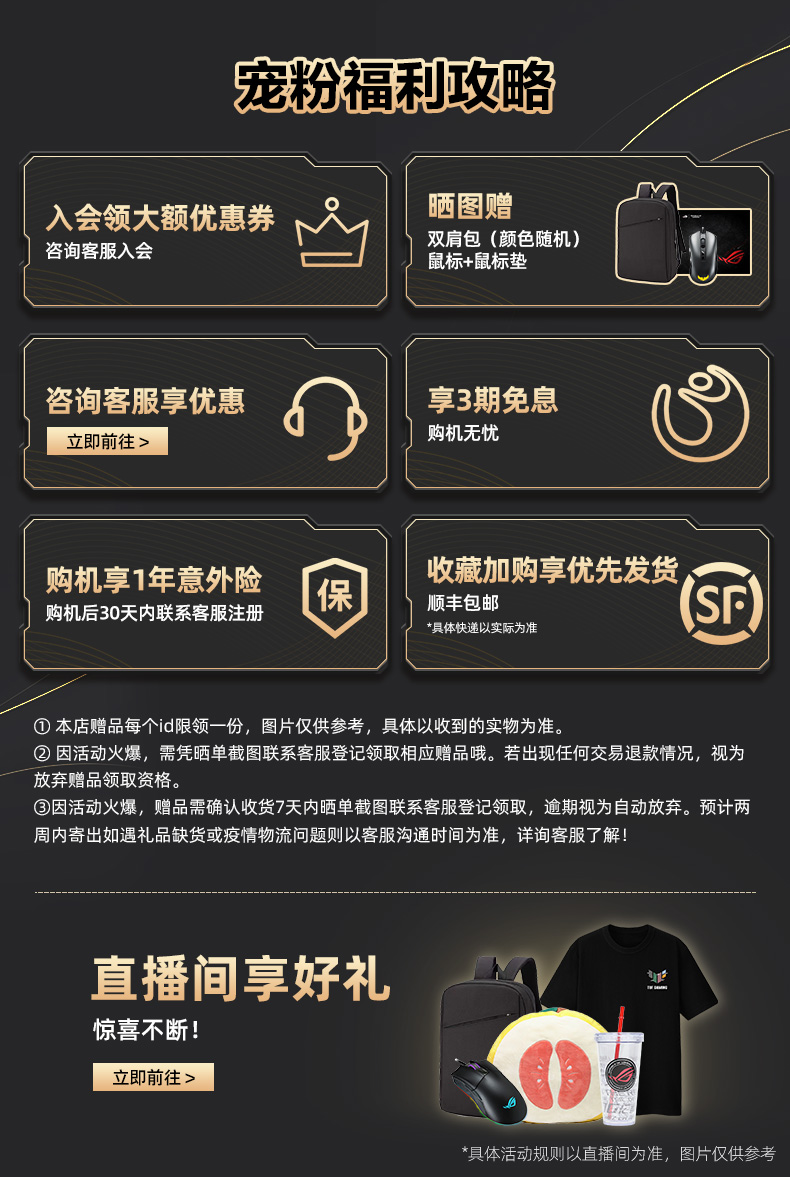 宠粉福利攻略
入会领大额优惠券
咨询客服入会
晒图赠
双肩包（颜色随机）
鼠标+鼠标垫
咨询客服享优惠
立即前往 >
享3期免息
购机无忧
购机享1年意外险
购机后30天内联系客服注册
保
收藏加购享优先发货
顺丰包邮
*具体快递以实际为准
SF
① 本店赠品每个id限领一份，图片仅供参考，具体以收到的实物为准。
② 因活动火爆，需凭晒单截图联系客服登记领取相应赠品哦。若出现任何交易退款情况，视为
放弃赠品领取资格。
③因活动火爆，赠品需确认收货7天内晒单截图联系客服登记领取，逾期视为自动放弃。预计两
周内寄出如遇礼品缺货或疫情物流问题则以客服沟通时间为准，详询客服了解！
直播间享好礼
惊喜不断！
立即前往 >
TUF GAMING
*具体活动规则以直播间为准，图片仅供参考